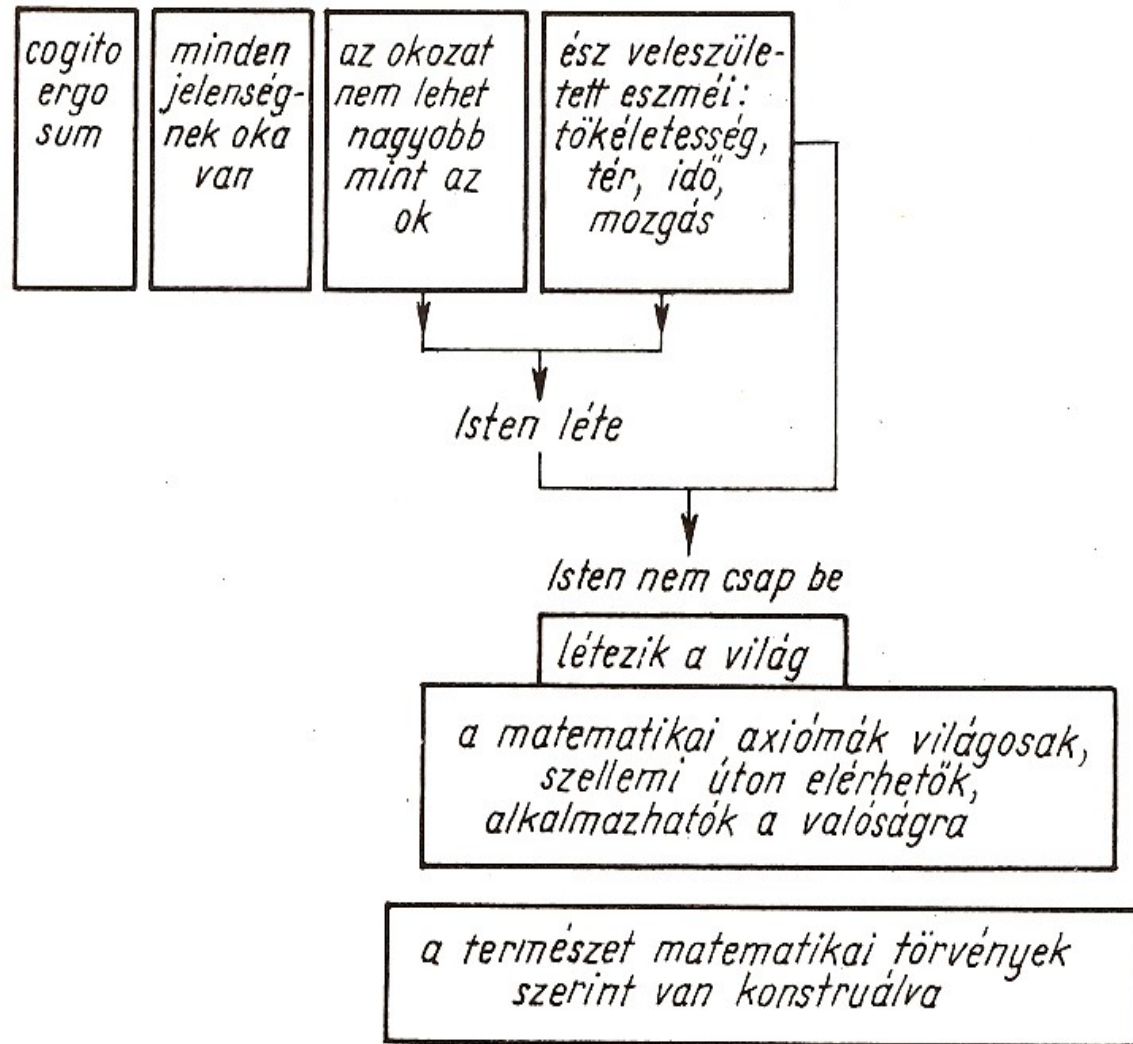 cogito
ergo
sum
minden
jelenség-
nek oka
van
az okozat
nem lehet
nagyobb
mint az
ok
ész veleszüle-
tett eszméi:
tökéletesség,
tér, idő,
mozgás
Isten léte
Isten nem csap be
létezik a világ
a matematikai axiómák világosak,
szellemi úton elérhetők,
alkalmazhatók a valóságra
a természet matematikai törvények
szerint van konstruálva